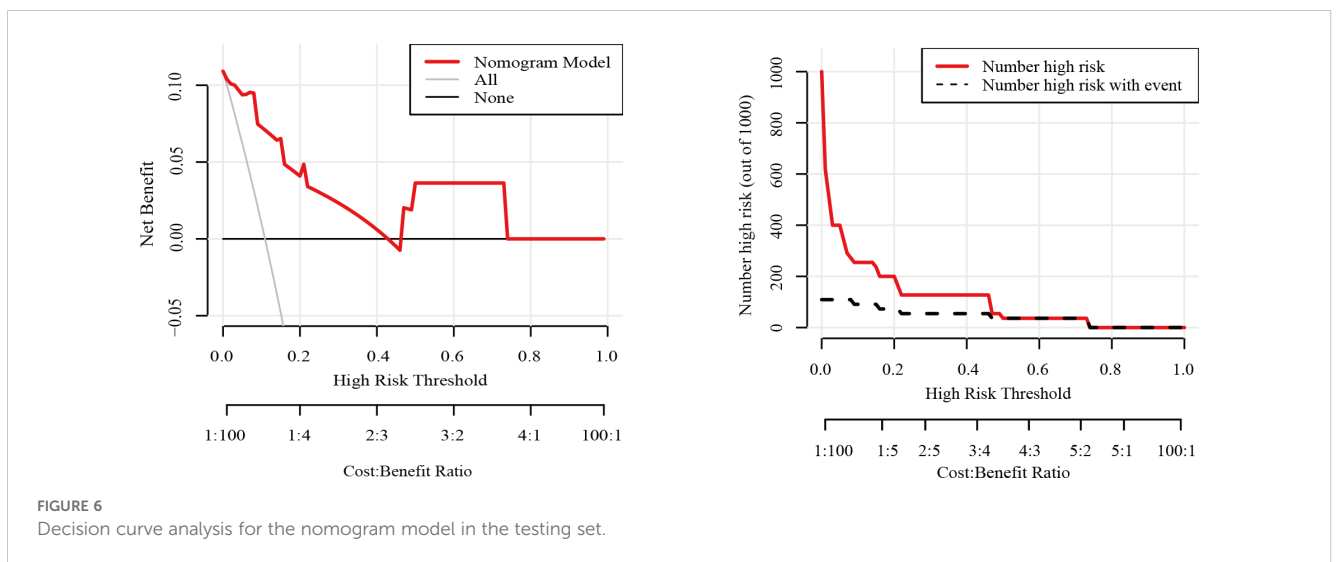 Nomogram Model
All
None
Net Benefit
0.10
0.05
0.00
−0.05
0.0 0.2 0.4 0.6 0.8 1.0
High Risk Threshold
1:100 1:4 2:3 3:2 4:1 100:1
Cost:Benefit Ratio
Number high risk
Number high risk with event
Number high risk (out of 1000)
1000
800
600
400
200
0
0.0 0.2 0.4 0.6 0.8 1.0
High Risk Threshold
1:100 1:5 2:5 3:4 4:3 5:2 5:1 100:1
Cost:Benefit Ratio
FIGURE 6
Decision curve analysis for the nomogram model in the testing set.